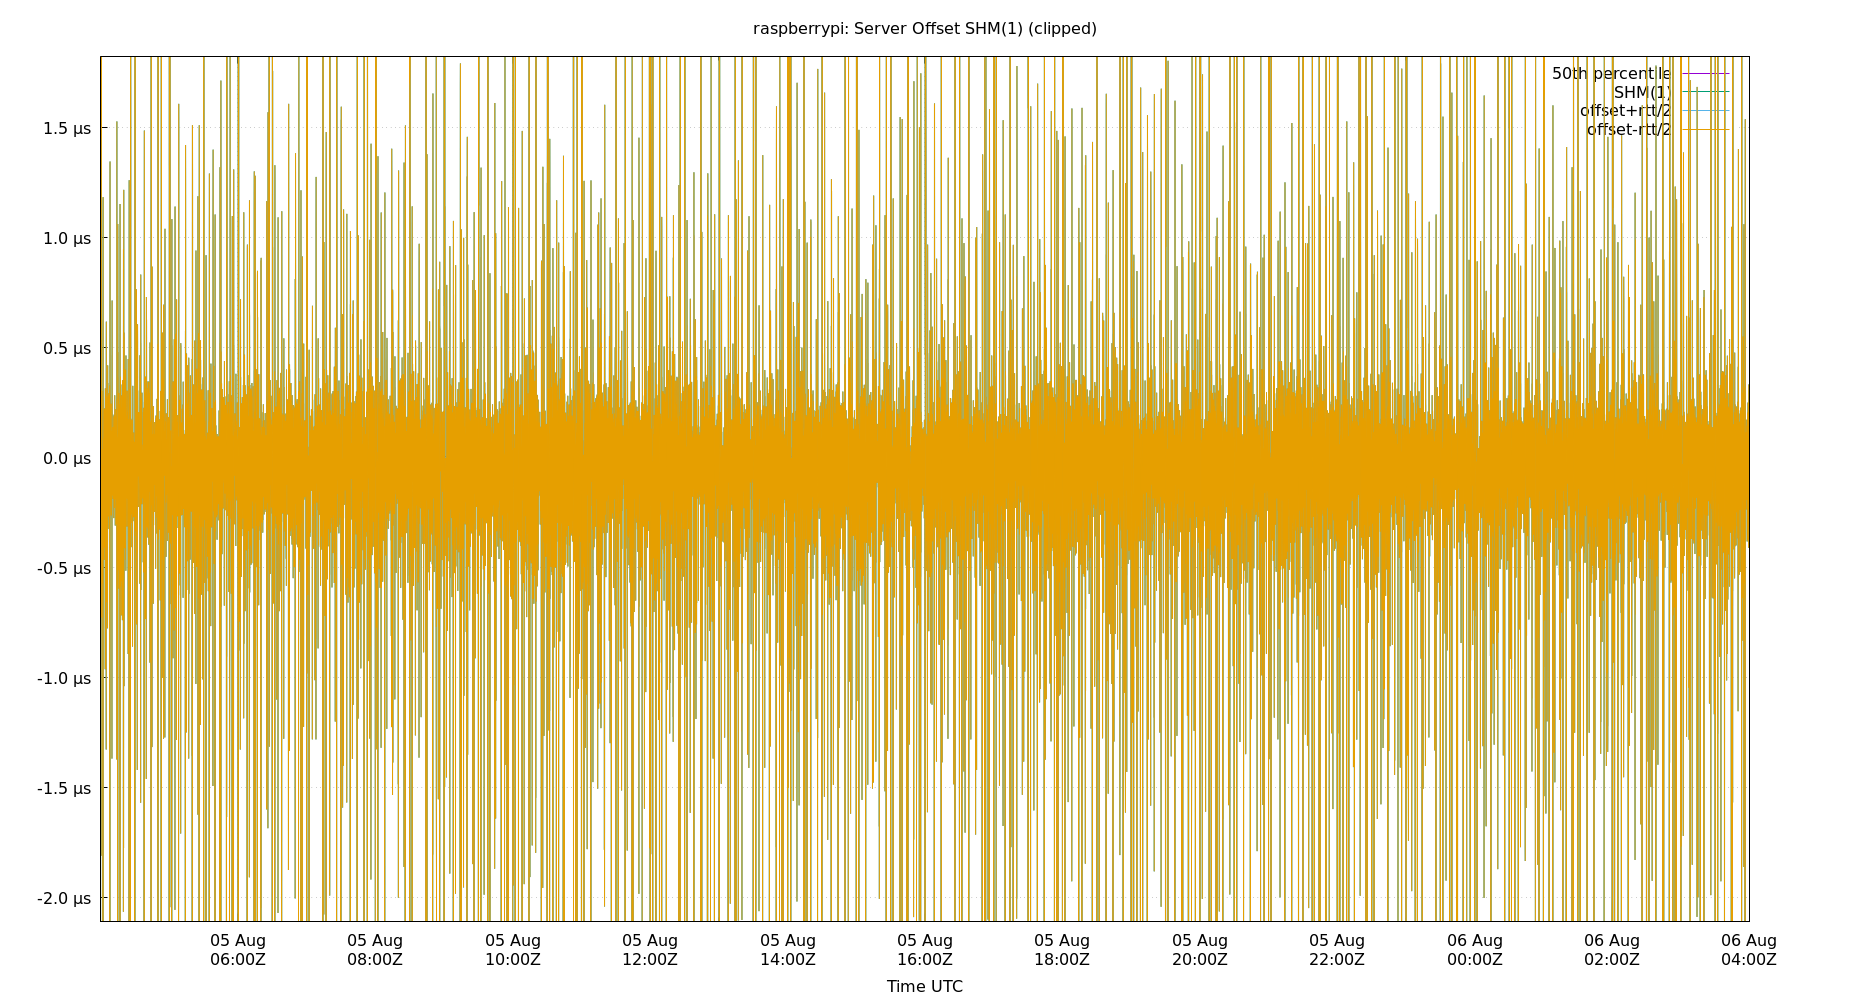 raspberrypi: Server Offset SHM(1) (clipped)
50th percentile
SHM(1)
offset+rtt/2
offset-rtt/2
1.5 µs
1.0 µs
0.5 µs
0.0 µs
-0.5 µs
-1.0 µs
-1.5 µs
-2.0 µs
05 Aug 05 Aug 05 Aug 05 Aug 05 Aug 05 Aug 05 Aug 05 Aug 05 Aug 06 Aug 06 Aug 06 Aug
06:00Z 08:00Z 10:00Z 12:00Z 14:00Z 16:00Z 18:00Z 20:00Z 22:00Z 00:00Z 02:00Z 04:00Z
Time UTC